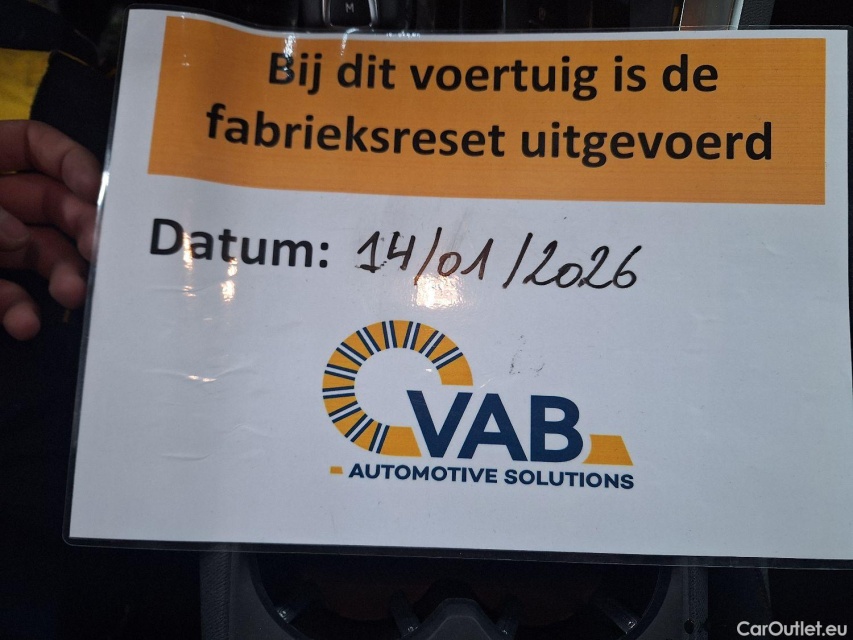 M
Bij dit voertuig is de
fabrieksreset uitgevoerd
Datum: 14/01/2026
VAB
AUTOMOTIVE SOLUTIONS
CarOutlet.eu